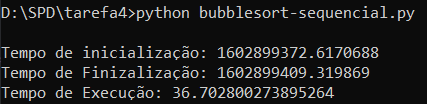 D:\SPD\tarefa4>python bubblesort-sequencial.py
Tempo de inicialização: 1602899372.6170688
Tempo de Finizalização: 1602899409.319869
Tempo de Execução: 36.702800273895264